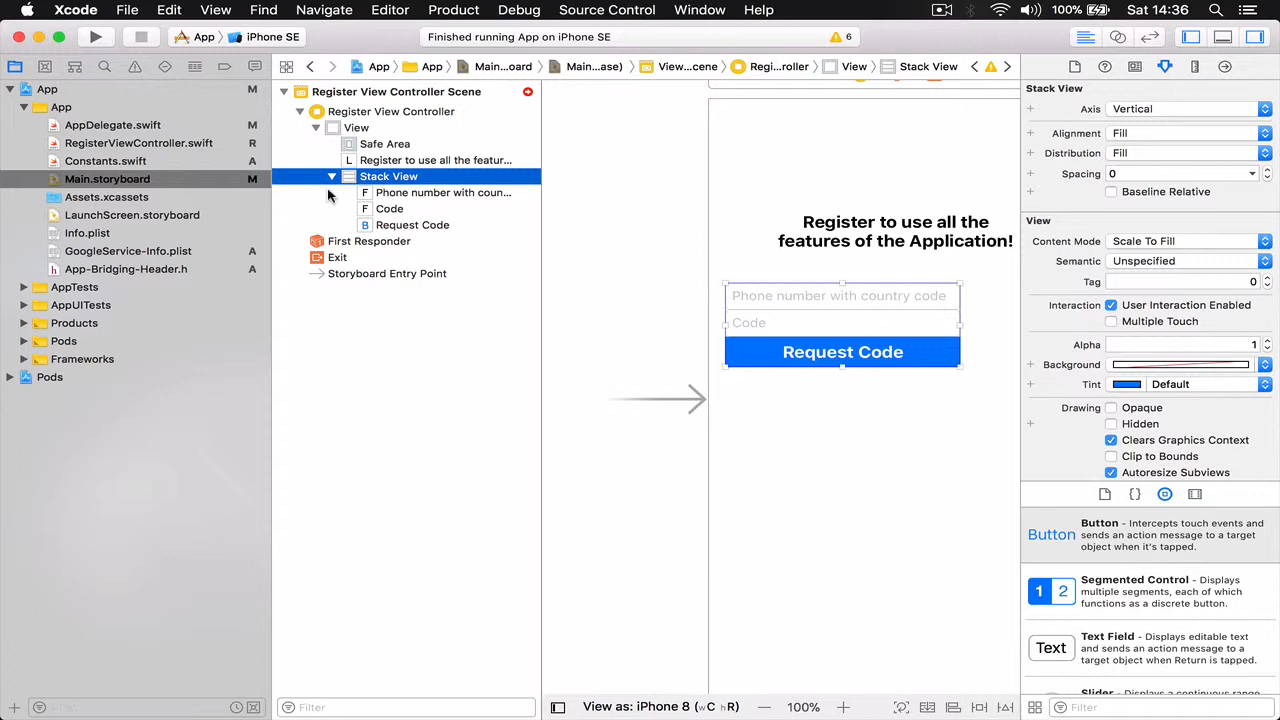 Xcode File Edit View Find Navigate Editor Product Debug Source Control Window Help 100% Sat 14:36
App iPhone SE Finished running App on iPhone SE 6
App App Main...oard Main...ase) View...cene Regi...roller View Stack View
App M
App
AppDelegate.swift M
RegisterViewController.swift R
Constants.swift A
Main.storyboard M
Assets.xcassets
LaunchScreen.storyboard
Info.plist
GoogleService-Info.plist A
App-Bridging-Header.h A
AppTests
AppUITests
Products
Pods
Frameworks
Pods
Filter
Register View Controller Scene
Register View Controller
View
Safe Area
L Register to use all the featur...
Stack View
F Phone number with coun...
F Code
B Request Code
First Responder
Exit
Storyboard Entry Point
Filter
Register to use all the
features of the Application!
Phone number with country code
Code
Request Code
View as: iPhone 8 (wC hR) 100%
Stack View
Axis Vertical
Alignment Fill
Distribution Fill
Spacing 0
Baseline Relative
View
Content Mode Scale To Fill
Semantic Unspecified
Tag 0
Interaction User Interaction Enabled
Multiple Touch
Alpha 1
Background
Tint Default
Drawing Opaque
Hidden
Clears Graphics Context
Clip to Bounds
Autoresize Subviews
Button Button - Intercepts touch events and
sends an action message to a target
object when it's tapped.
1 2 Segmented Control - Displays
multiple segments, each of which
functions as a discrete button.
Text Text Field - Displays editable text
and sends an action message to a
target object when Return is tapped.
Slider - Displays a continuous range
Filter